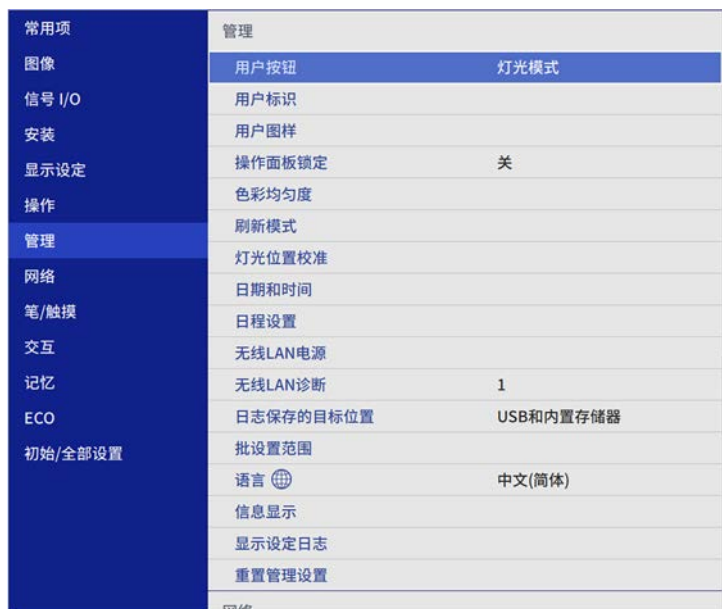 常用项
图像
信号 I/O
安装
显示设定
操作
管理
网络
笔/触摸
交互
记忆
ECO
初始/全部设置
管理
用户按钮 灯光模式
用户标识
用户图样
操作面板锁定 关
色彩均匀度
刷新模式
灯光位置校准
日期和时间
日程设置
无线LAN电源
无线LAN诊断 1
日志保存的目标位置 USB和内置存储器
批设置范围
语言 中文(简体)
信息显示
显示设定日志
重置管理设置